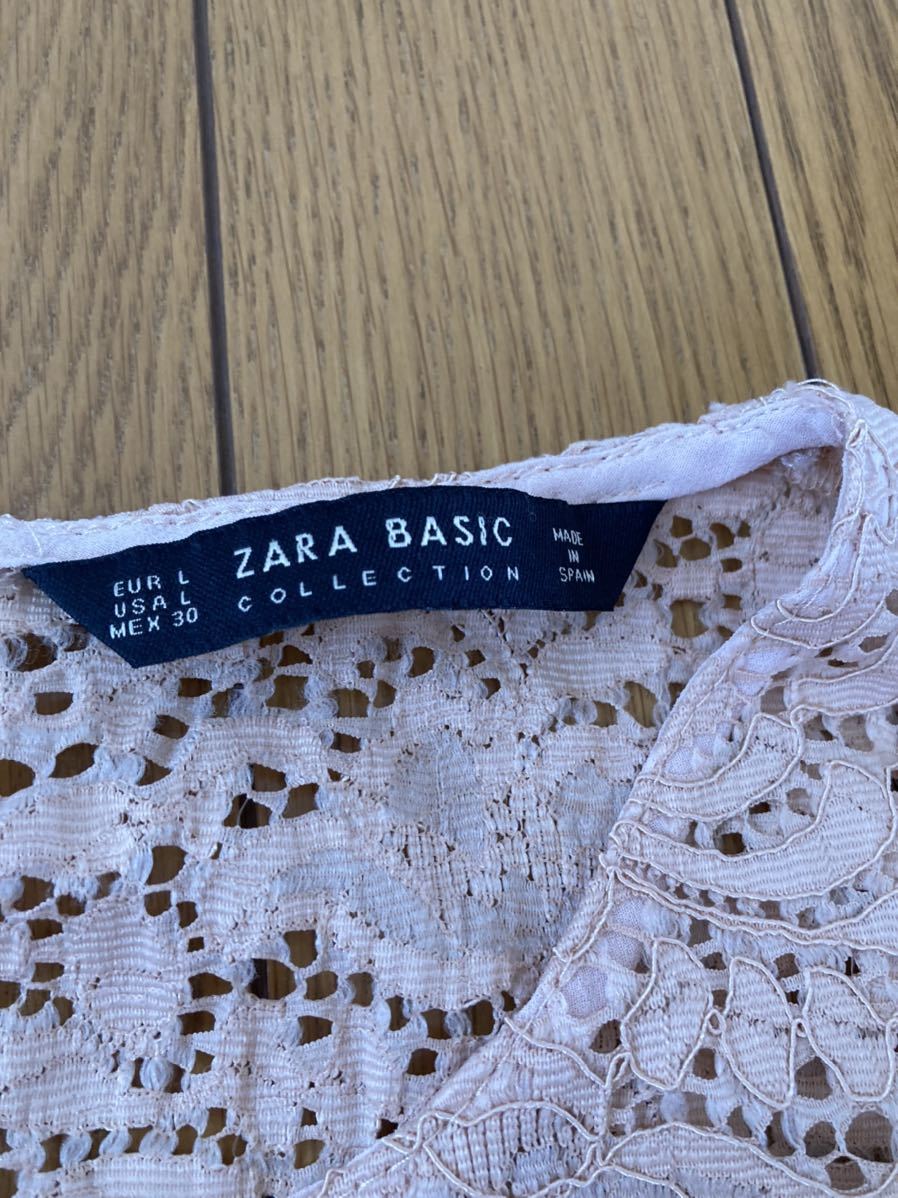 EUR L
USA L
MEX 30
ZARA BASIC
COLLECTION
MADE
IN
SPAIN